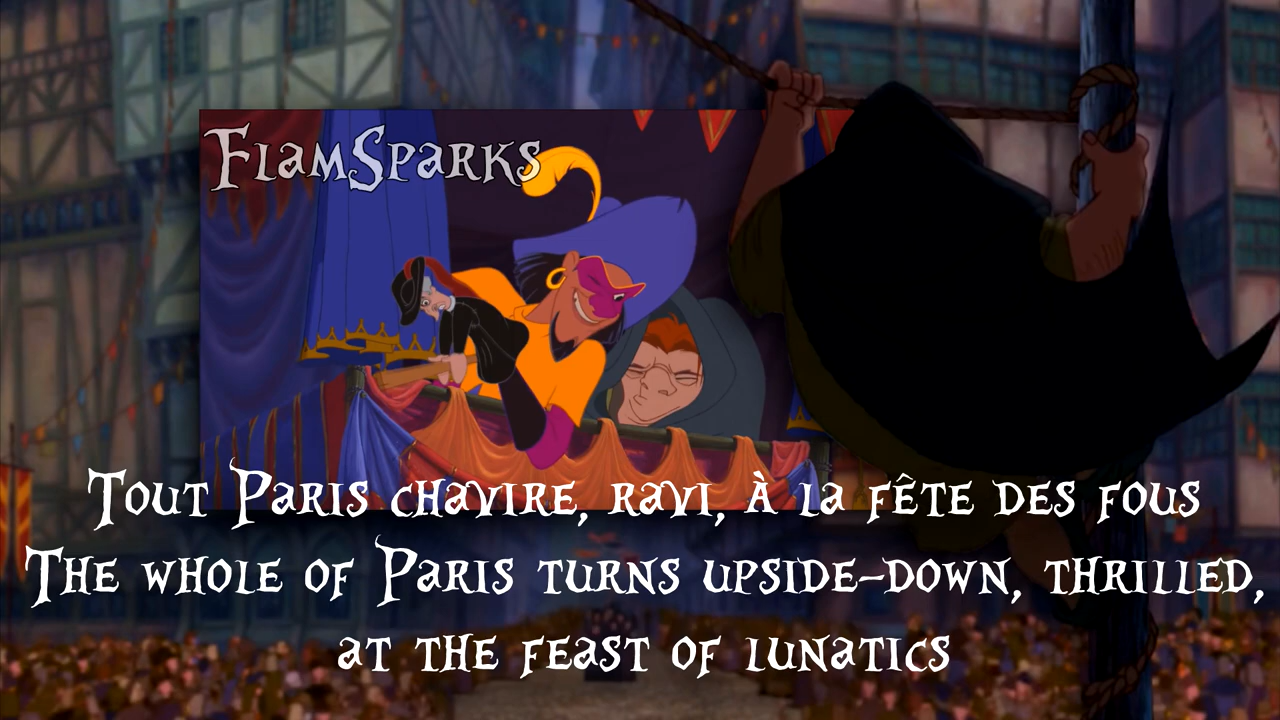 FlamSparks
Tout Paris chavire, ravi, à la fête des fous
The whole of Paris turns upside-down, thrilled,
at the feast of lunatics